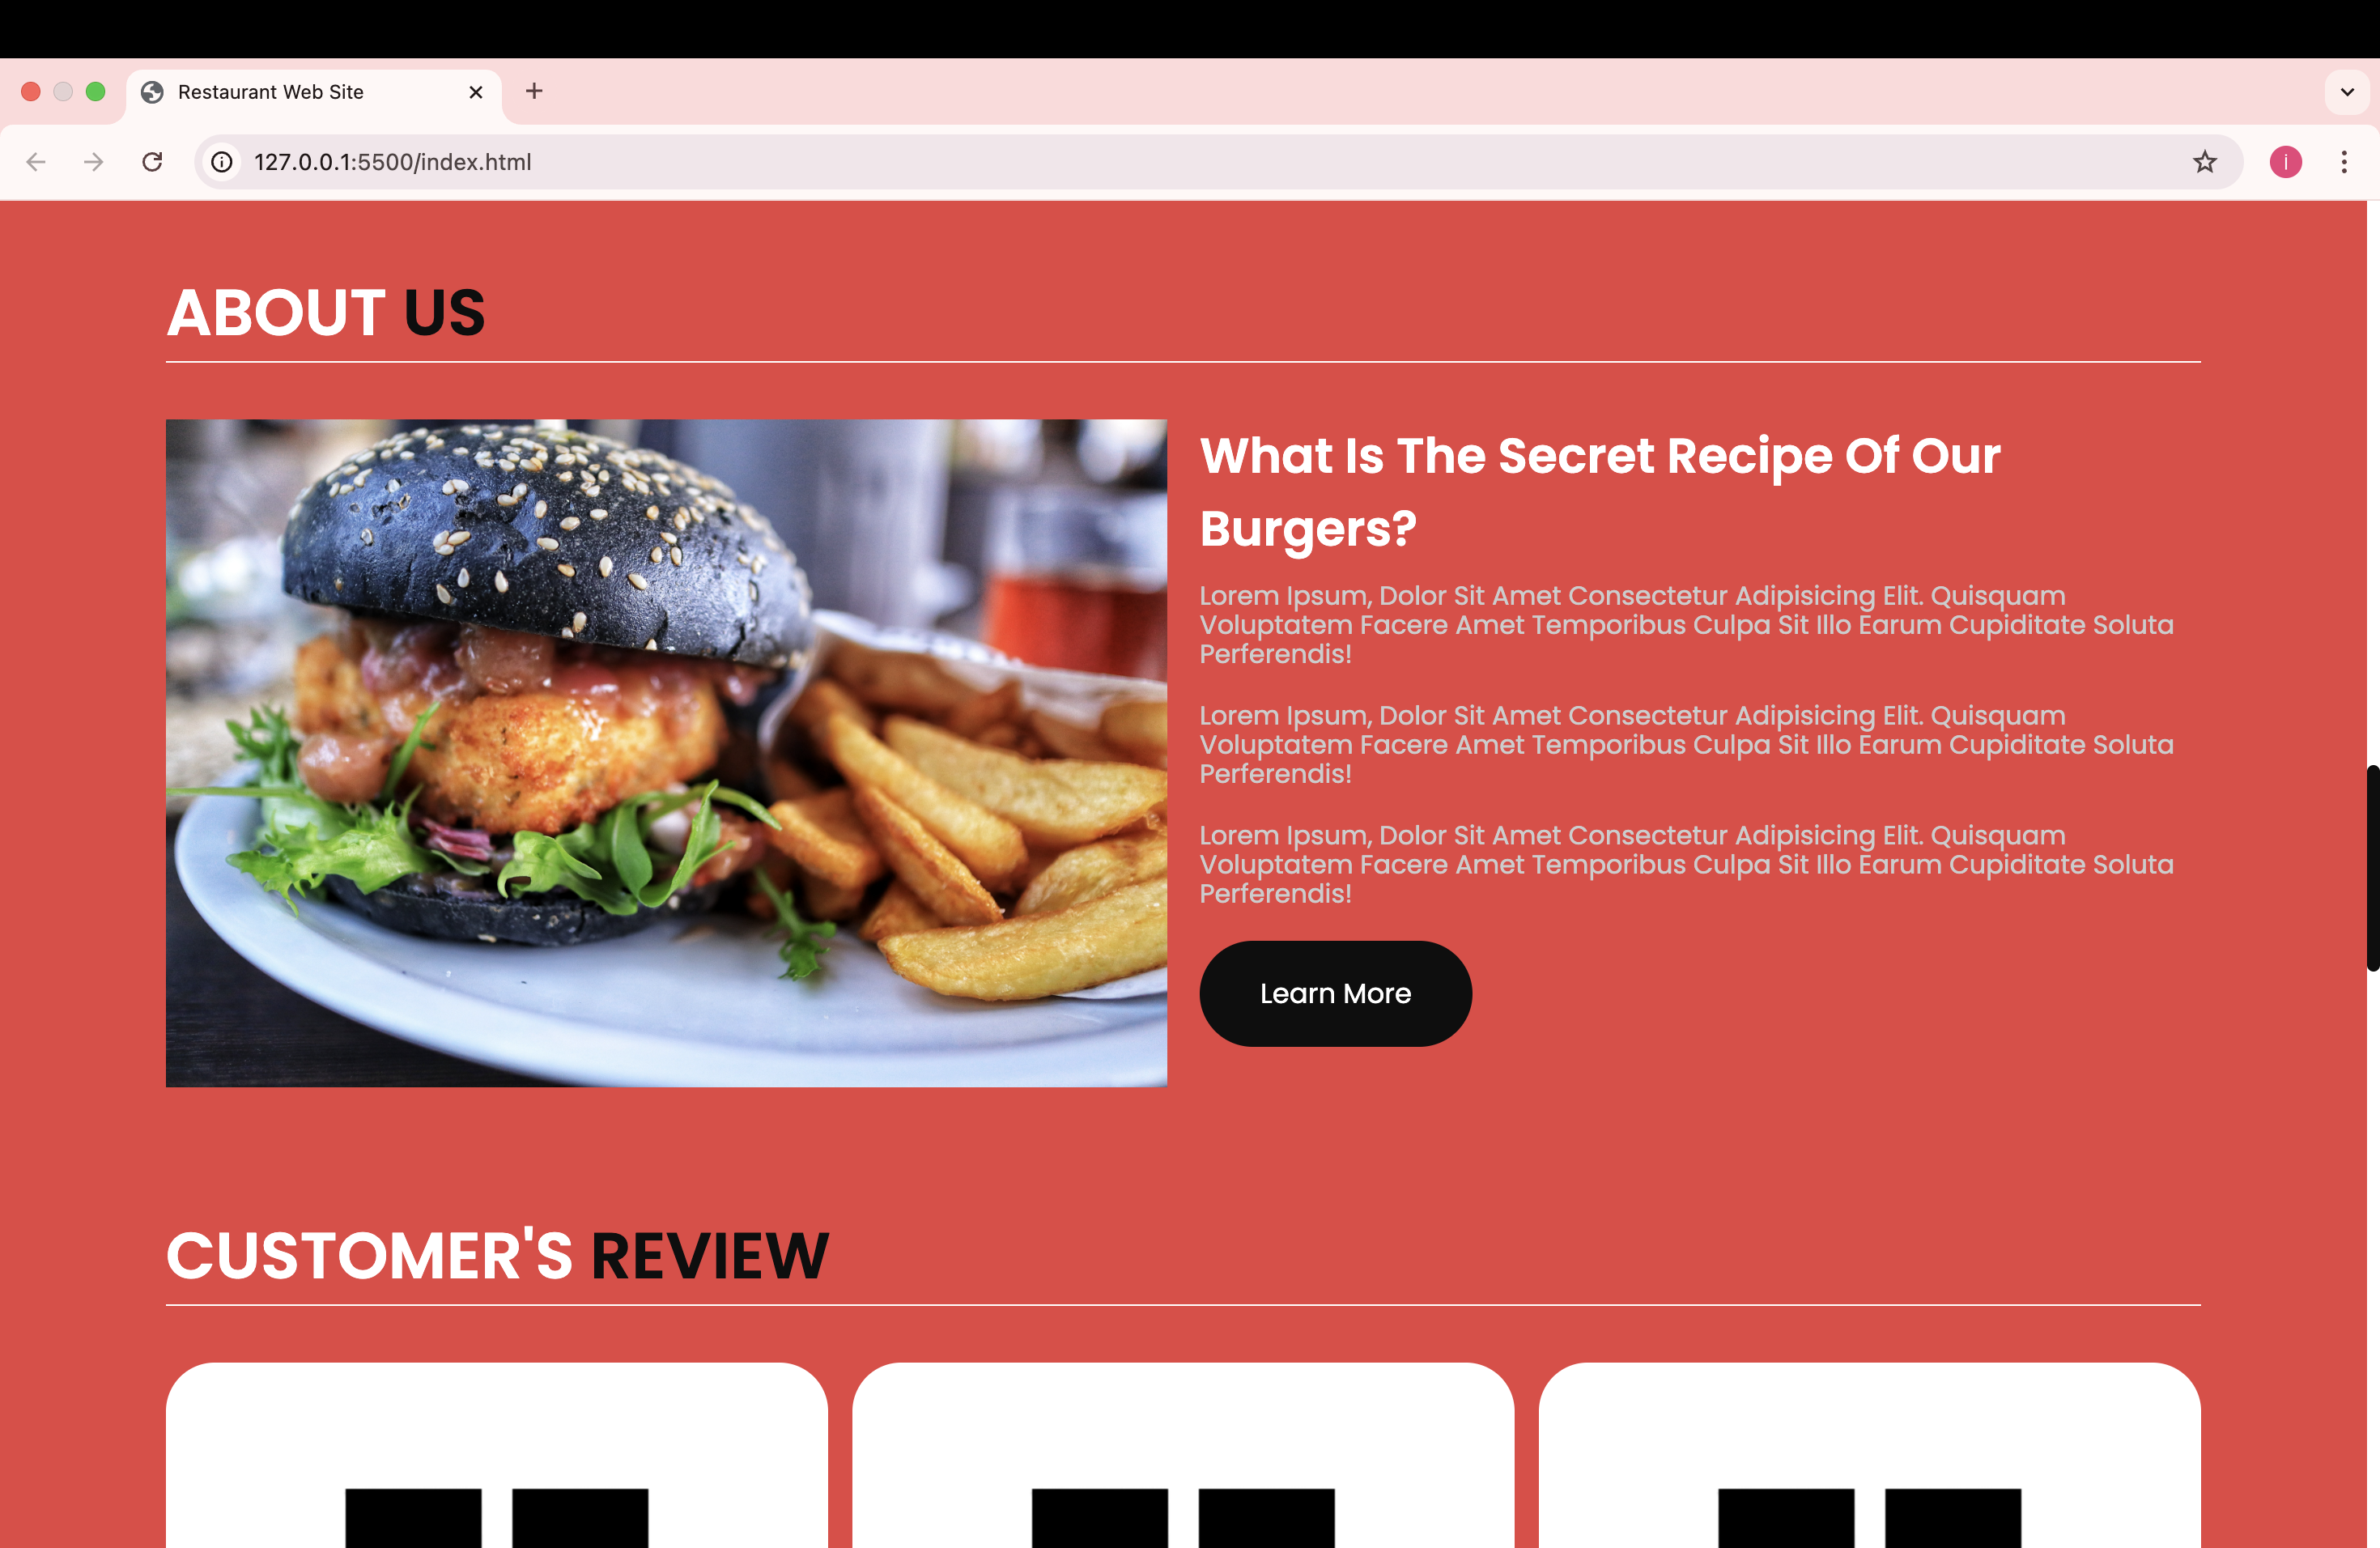 Restaurant Web Site
127.0.0.1:5500/index.html
i
ABOUT US
What Is The Secret Recipe Of Our
Burgers?
Lorem Ipsum, Dolor Sit Amet Consectetur Adipisicing Elit. Quisquam
Voluptatem Facere Amet Temporibus Culpa Sit Illo Earum Cupiditate Soluta
Perferendis!
Lorem Ipsum, Dolor Sit Amet Consectetur Adipisicing Elit. Quisquam
Voluptatem Facere Amet Temporibus Culpa Sit Illo Earum Cupiditate Soluta
Perferendis!
Lorem Ipsum, Dolor Sit Amet Consectetur Adipisicing Elit. Quisquam
Voluptatem Facere Amet Temporibus Culpa Sit Illo Earum Cupiditate Soluta
Perferendis!
Learn More
CUSTOMER'S REVIEW